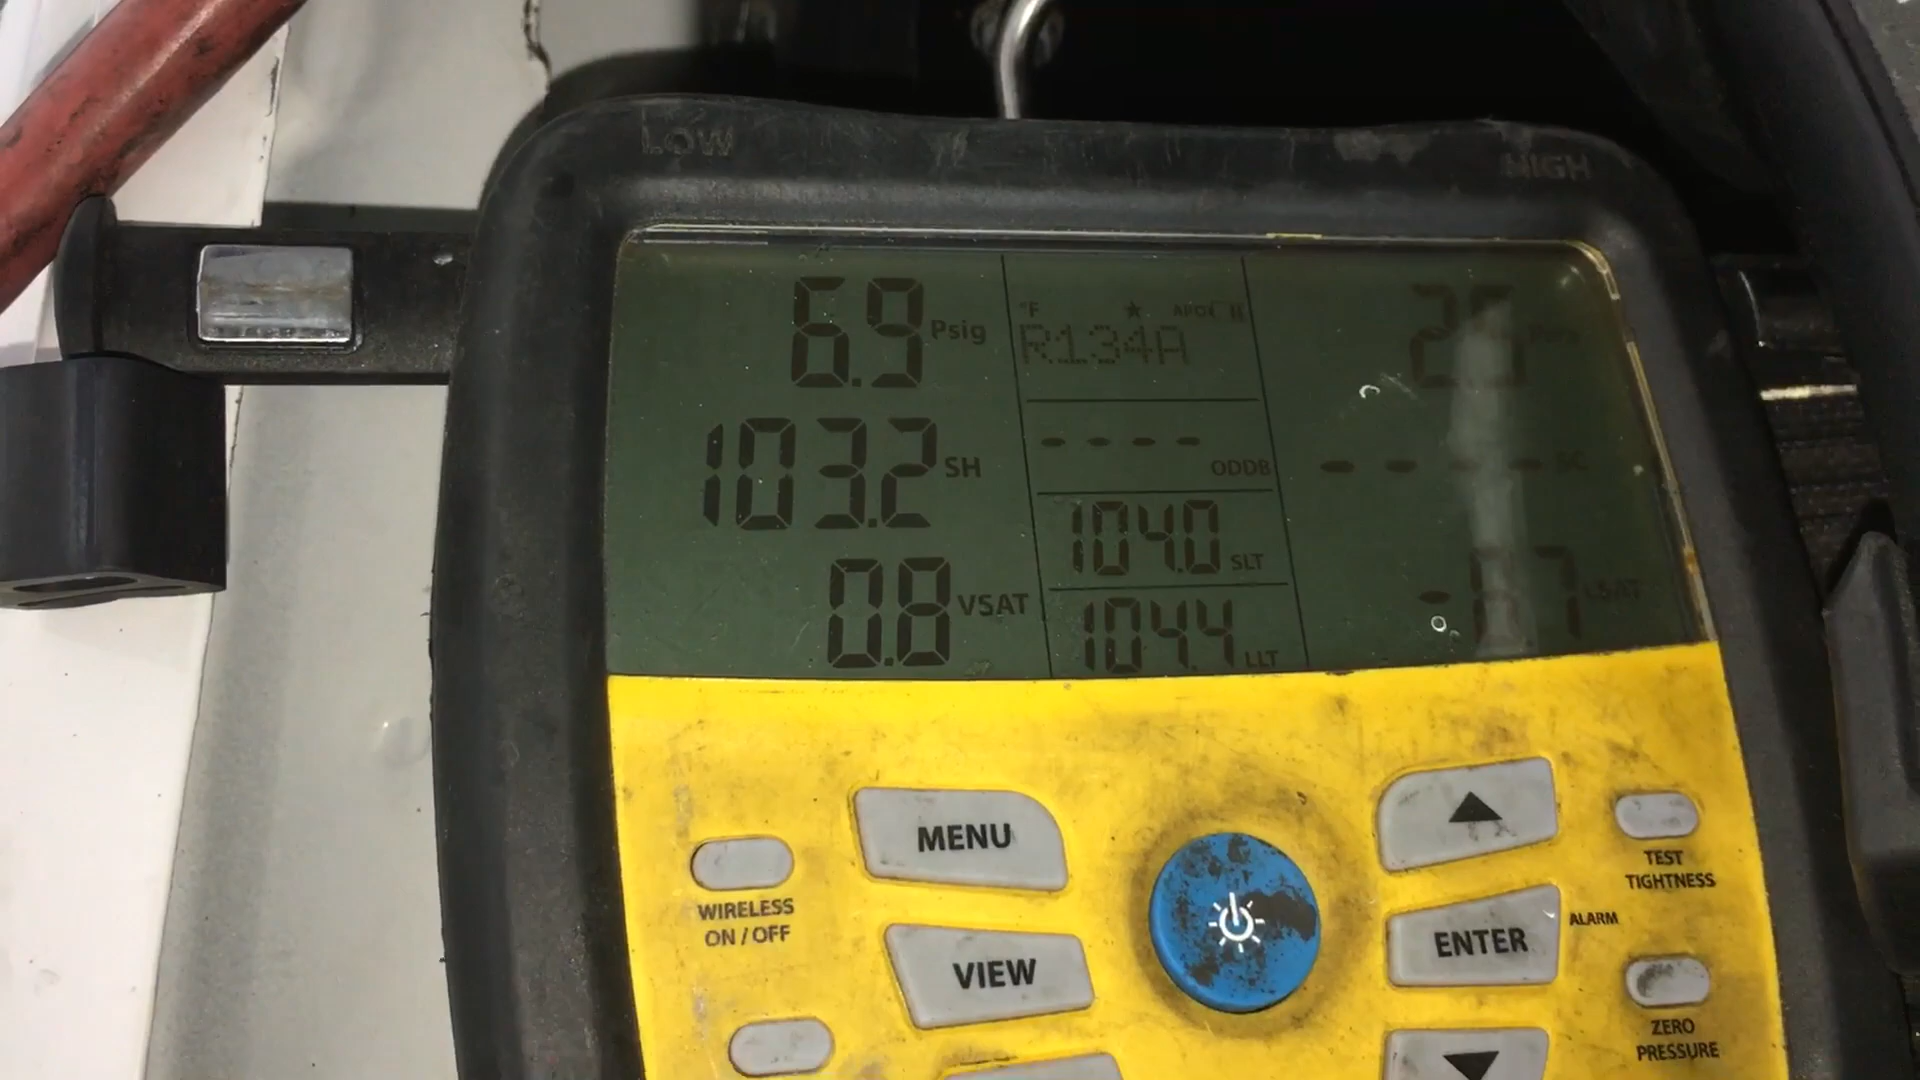 LOW
HIGH
6.9 Psig
°F
R134A
103.2 SH
- - - - ODDB
- - - - SC
104.0 SLT
0.8 VSAT
104.4 LLT
LSAT
MENU
TEST
TIGHTNESS
WIRELESS
ON / OFF
VIEW
ENTER
ALARM
ZERO
PRESSURE